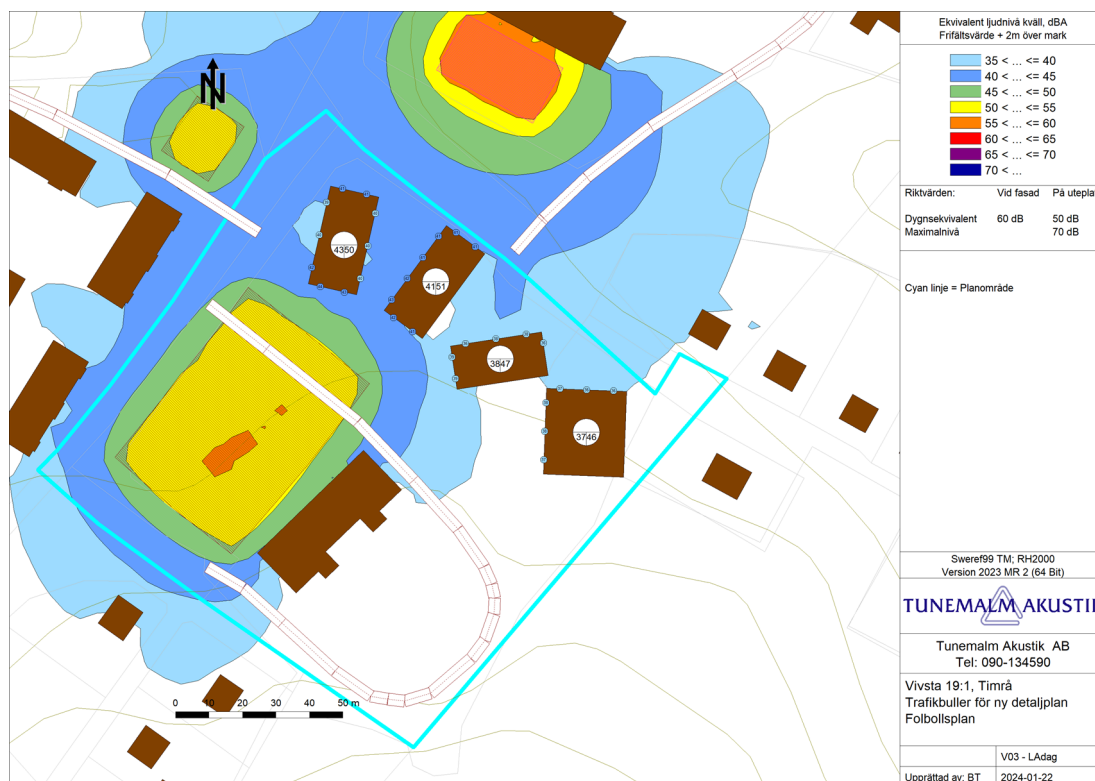 Ekvivalent ljudnivå kväll, dBA
Frifältsvärde + 2m över mark
35 < ... <= 40
40 < ... <= 45
45 < ... <= 50
50 < ... <= 55
55 < ... <= 60
60 < ... <= 65
65 < ... <= 70
70 < ...
Riktvärden: Vid fasad På uteplat
Dygnsekvivalent 60 dB 50 dB
Maximalnivå 70 dB
Cyan linje = Planområde
Sweref99 TM; RH2000
Version 2023 MR 2 (64 Bit)
TUNEMALM AKUSTIK
Tunemalm Akustik AB
Tel: 090-134590
Vivsta 19:1, Timrå
Trafikbuller för ny detaljplan
Folbollsplan
V03 - LAdag
Upprättad av: BT 2024-01-22
N
4350
4151
3847
3746
0 10 20 30 40 50 m